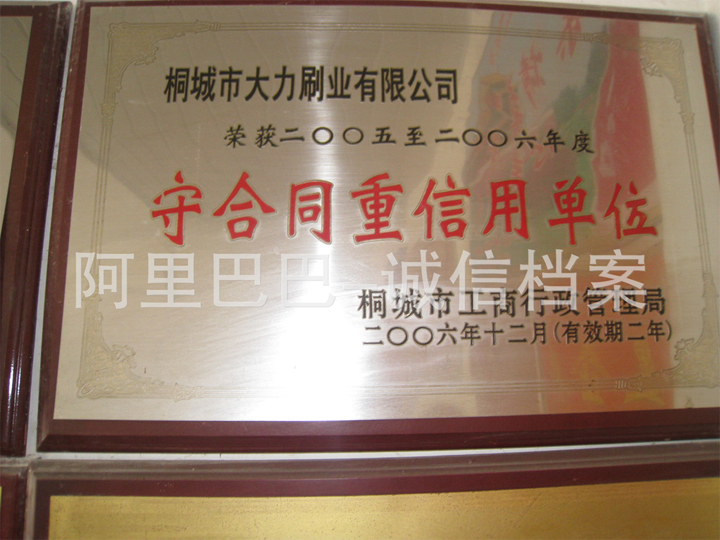 桐城市大力刷业有限公司
荣获二〇〇五至二〇〇六年度
守合同重信用单位
阿里巴巴 诚信档案
桐城市工商行政管理局
二〇〇六年十二月(有效期二年)